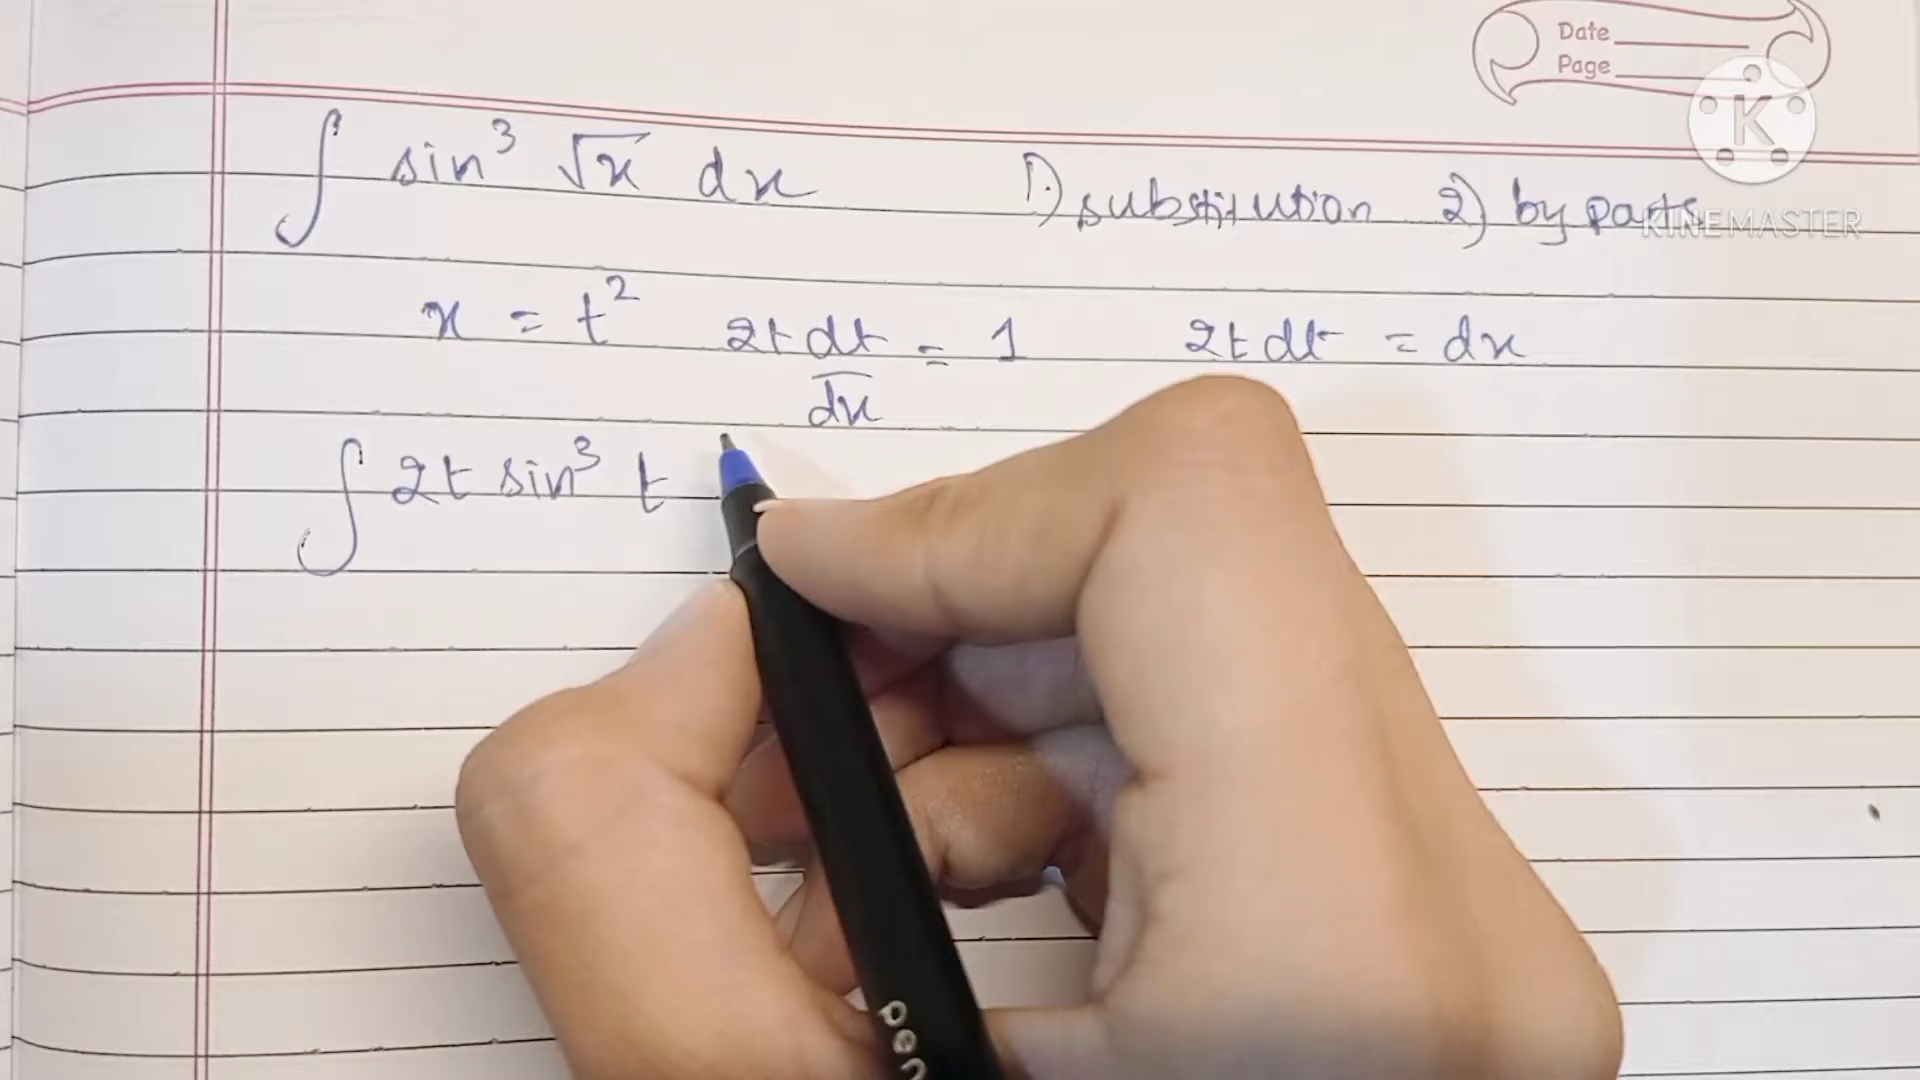 Date
Page
K
KINEMASTER
∫ sin³ √x dx 1) substitution 2) by parts
x = t² 2t dt/dx = 1 2t dt = dx
∫ 2t sin³ t
pen